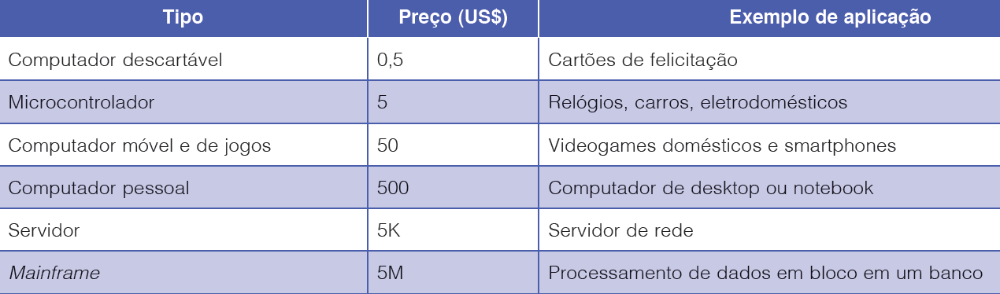 Tipo Preço (US$) Exemplo de aplicação
Computador descartável 0,5 Cartões de felicitação
Microcontrolador 5 Relógios, carros, eletrodomésticos
Computador móvel e de jogos 50 Videogames domésticos e smartphones
Computador pessoal 500 Computador de desktop ou notebook
Servidor 5K Servidor de rede
Mainframe 5M Processamento de dados em bloco em um banco